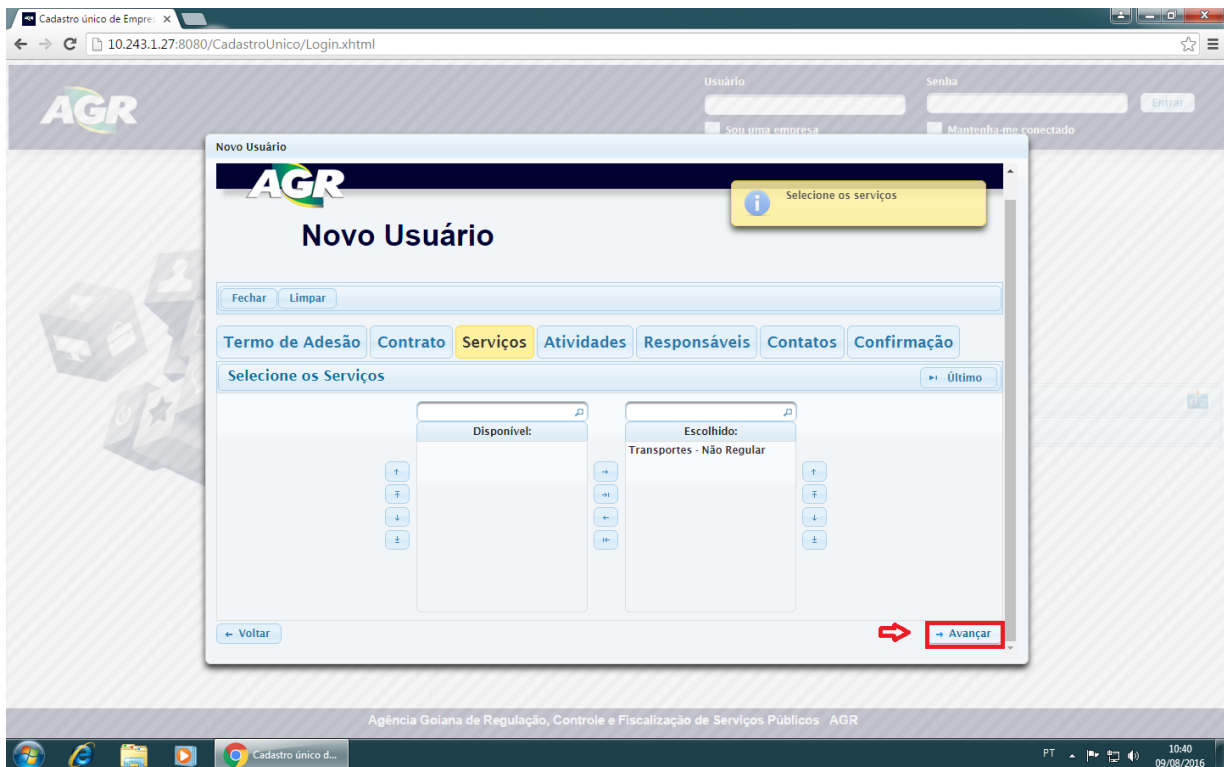 Cadastro único de Empres
10.243.1.27:8080/CadastroUnico/Login.xhtml
AGR
Usuário
Senha
Entrar
Sou uma empresa
Mantenha-me conectado
Novo Usuário
AGR
Selecione os serviços
Novo Usuário
Fechar
Limpar
Termo de Adesão Contrato Serviços Atividades Responsáveis Contatos Confirmação
Selecione os Serviços
Último
Disponível:
Escolhido:
Transportes - Não Regular
Voltar
Avançar
Agência Goiana de Regulação, Controle e Fiscalização de Serviços Públicos AGR
Cadastro único d...
PT
10:40
09/08/2016